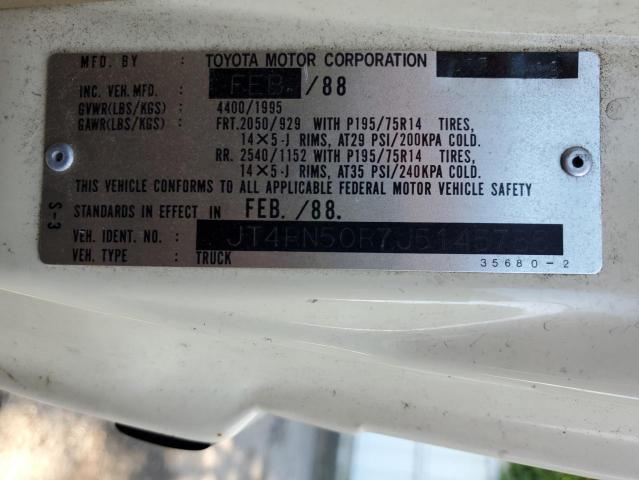 MFD. BY : TOYOTA MOTOR CORPORATION
INC. VEH. MFD. : FEB. /88
GVWR(LBS/KGS) : 4400/1995
GAWR(LBS/KGS) : FRT. 2050/929 WITH P195/75R14 TIRES,
14×5-J RIMS, AT29 PSI/200KPA COLD.
RR. 2540/1152 WITH P195/75R14 TIRES,
14×5-J RIMS, AT35 PSI/240KPA COLD.
THIS VEHICLE CONFORMS TO ALL APPLICABLE FEDERAL MOTOR VEHICLE SAFETY
STANDARDS IN EFFECT IN FEB. /88.
VEH. IDENT. NO. :
VEH. TYPE : TRUCK
S-3
35680-2